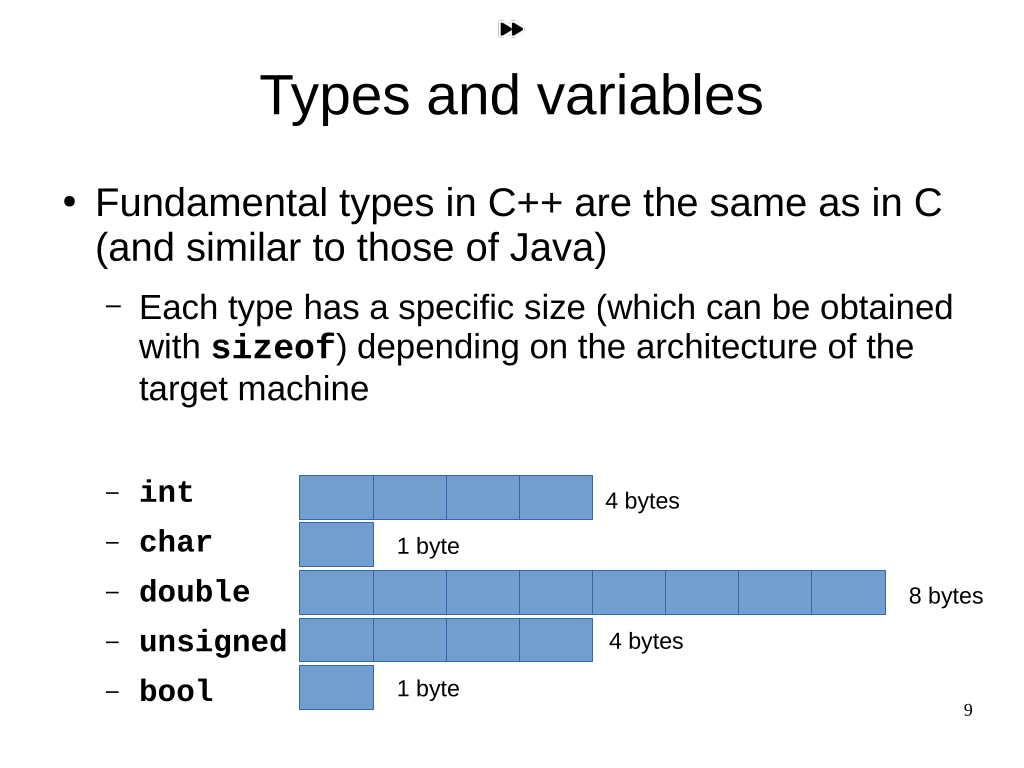 Types and variables
• Fundamental types in C++ are the same as in C
(and similar to those of Java)
– Each type has a specific size (which can be obtained
with sizeof) depending on the architecture of the
target machine
– int 4 bytes
– char 1 byte
– double 8 bytes
– unsigned 4 bytes
– bool 1 byte
9